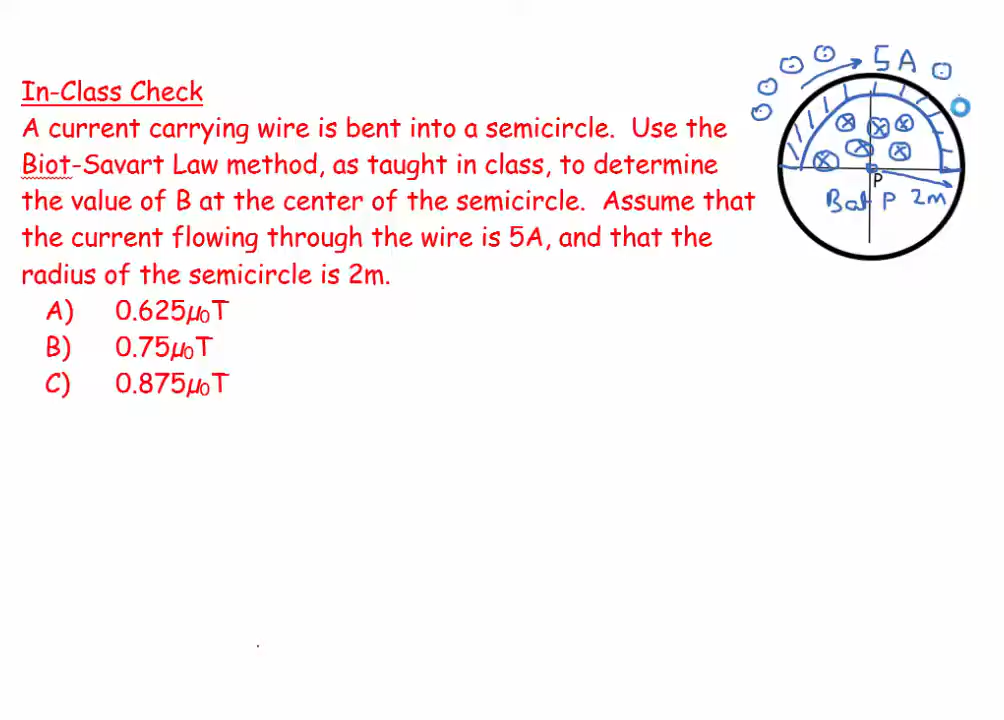 In-Class Check
A current carrying wire is bent into a semicircle. Use the
Biot-Savart Law method, as taught in class, to determine
the value of B at the center of the semicircle. Assume that
the current flowing through the wire is 5A, and that the
radius of the semicircle is 2m.
A) 0.625μ₀T
B) 0.75μ₀T
C) 0.875μ₀T
5A
P
B at P 2m